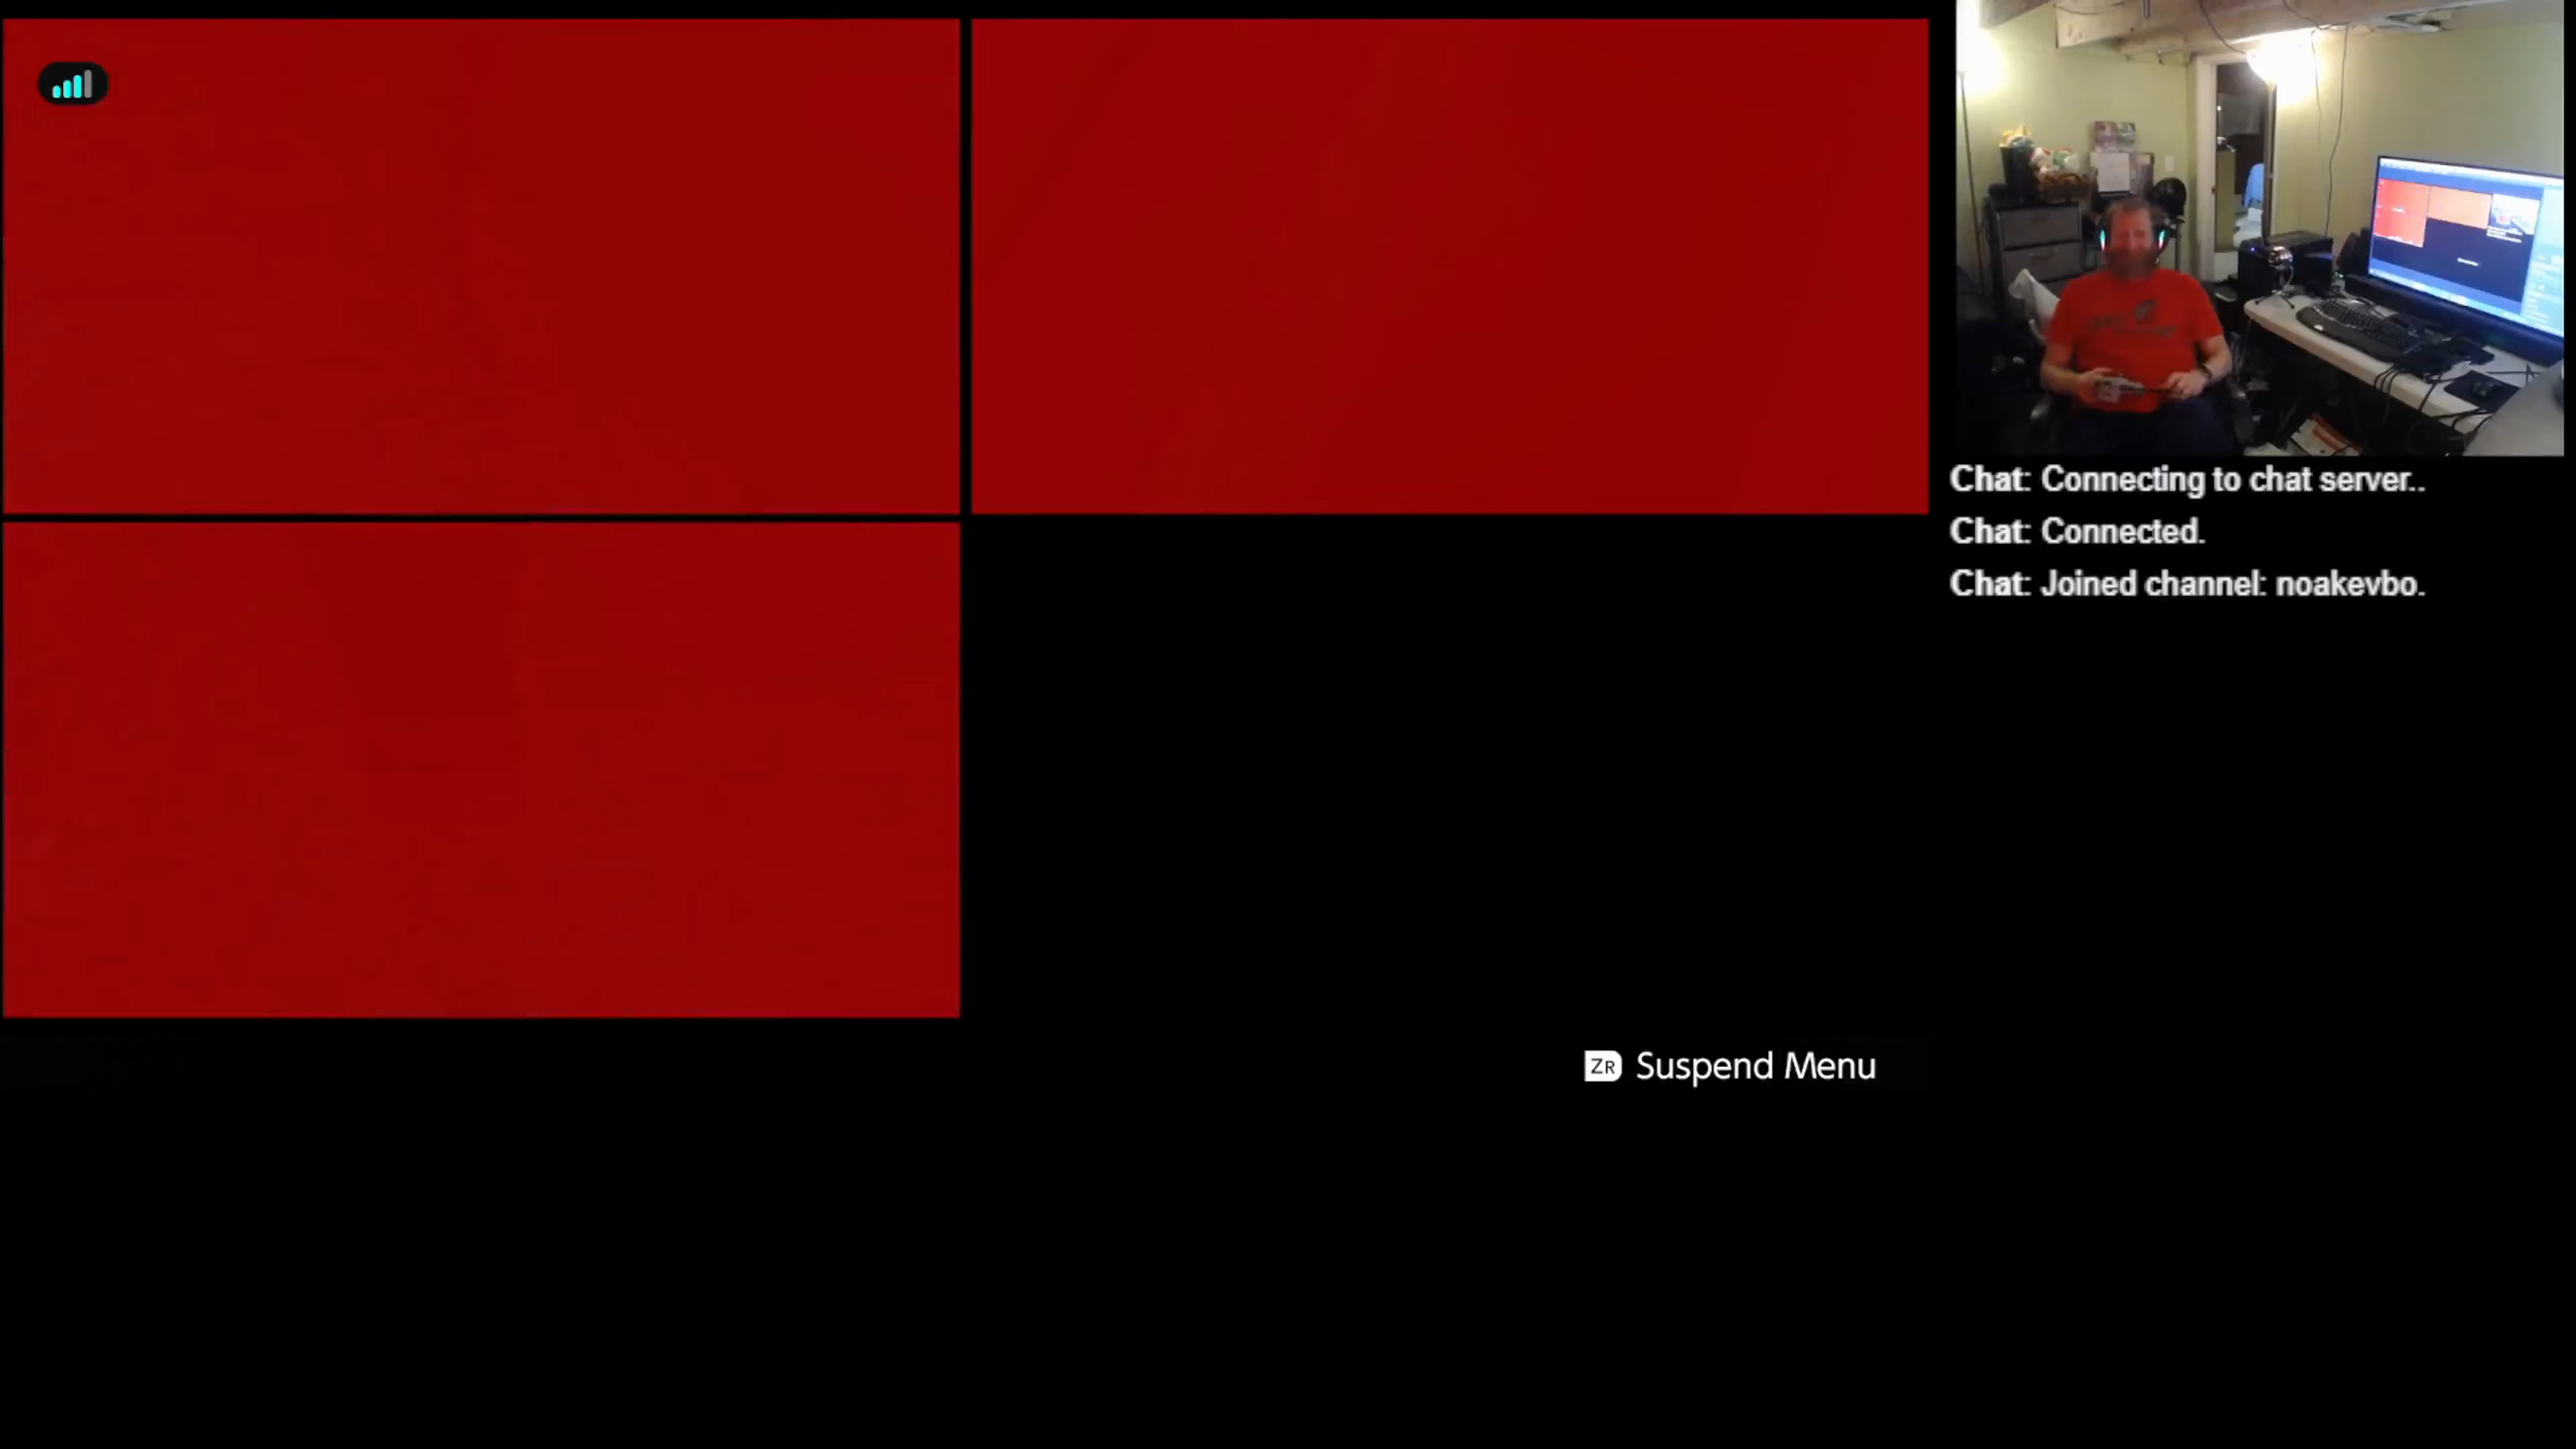 Chat: Connecting to chat server..
Chat: Connected.
Chat: Joined channel: noakevbo.
ZR Suspend Menu